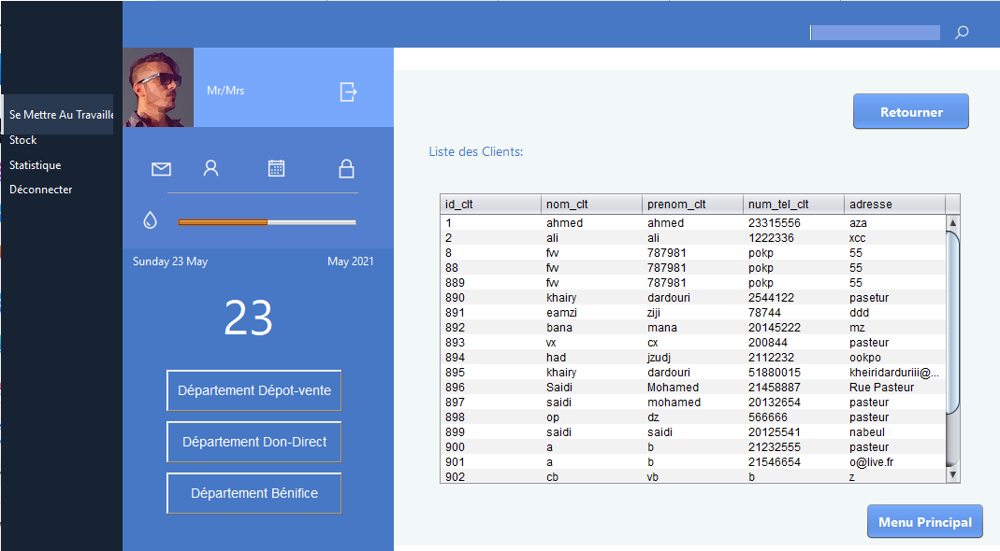 Se Mettre Au Travaille
Stock
Statistique
Déconnecter
Mr/Mrs
Sunday 23 May May 2021
23
Département Dépot-vente
Département Don-Direct
Département Bénifice
Retourner
Liste des Clients:
id_clt nom_clt prenom_clt num_tel_clt adresse
1 ahmed ahmed 23315556 aza
2 ali ali 1222336 xcc
8 fvv 787981 pokp 55
88 fvv 787981 pokp 55
889 fvv 787981 pokp 55
890 khairy dardouri 2544122 pasetur
891 eamzi ziji 78744 ddd
892 bana mana 20145222 mz
893 vx cx 200844 pasteur
894 had jzudj 2112232 ookpo
895 khairy dardouri 51880015 kheiridarduriii@...
896 Saidi Mohamed 21458887 Rue Pasteur
897 saidi mohamed 20132654 pasteur
898 op dz 566666 pasteur
899 saidi saidi 20125541 nabeul
900 a b 21232555 pasteur
901 a b 21546654 o@live.fr
902 cb vb b z
Menu Principal